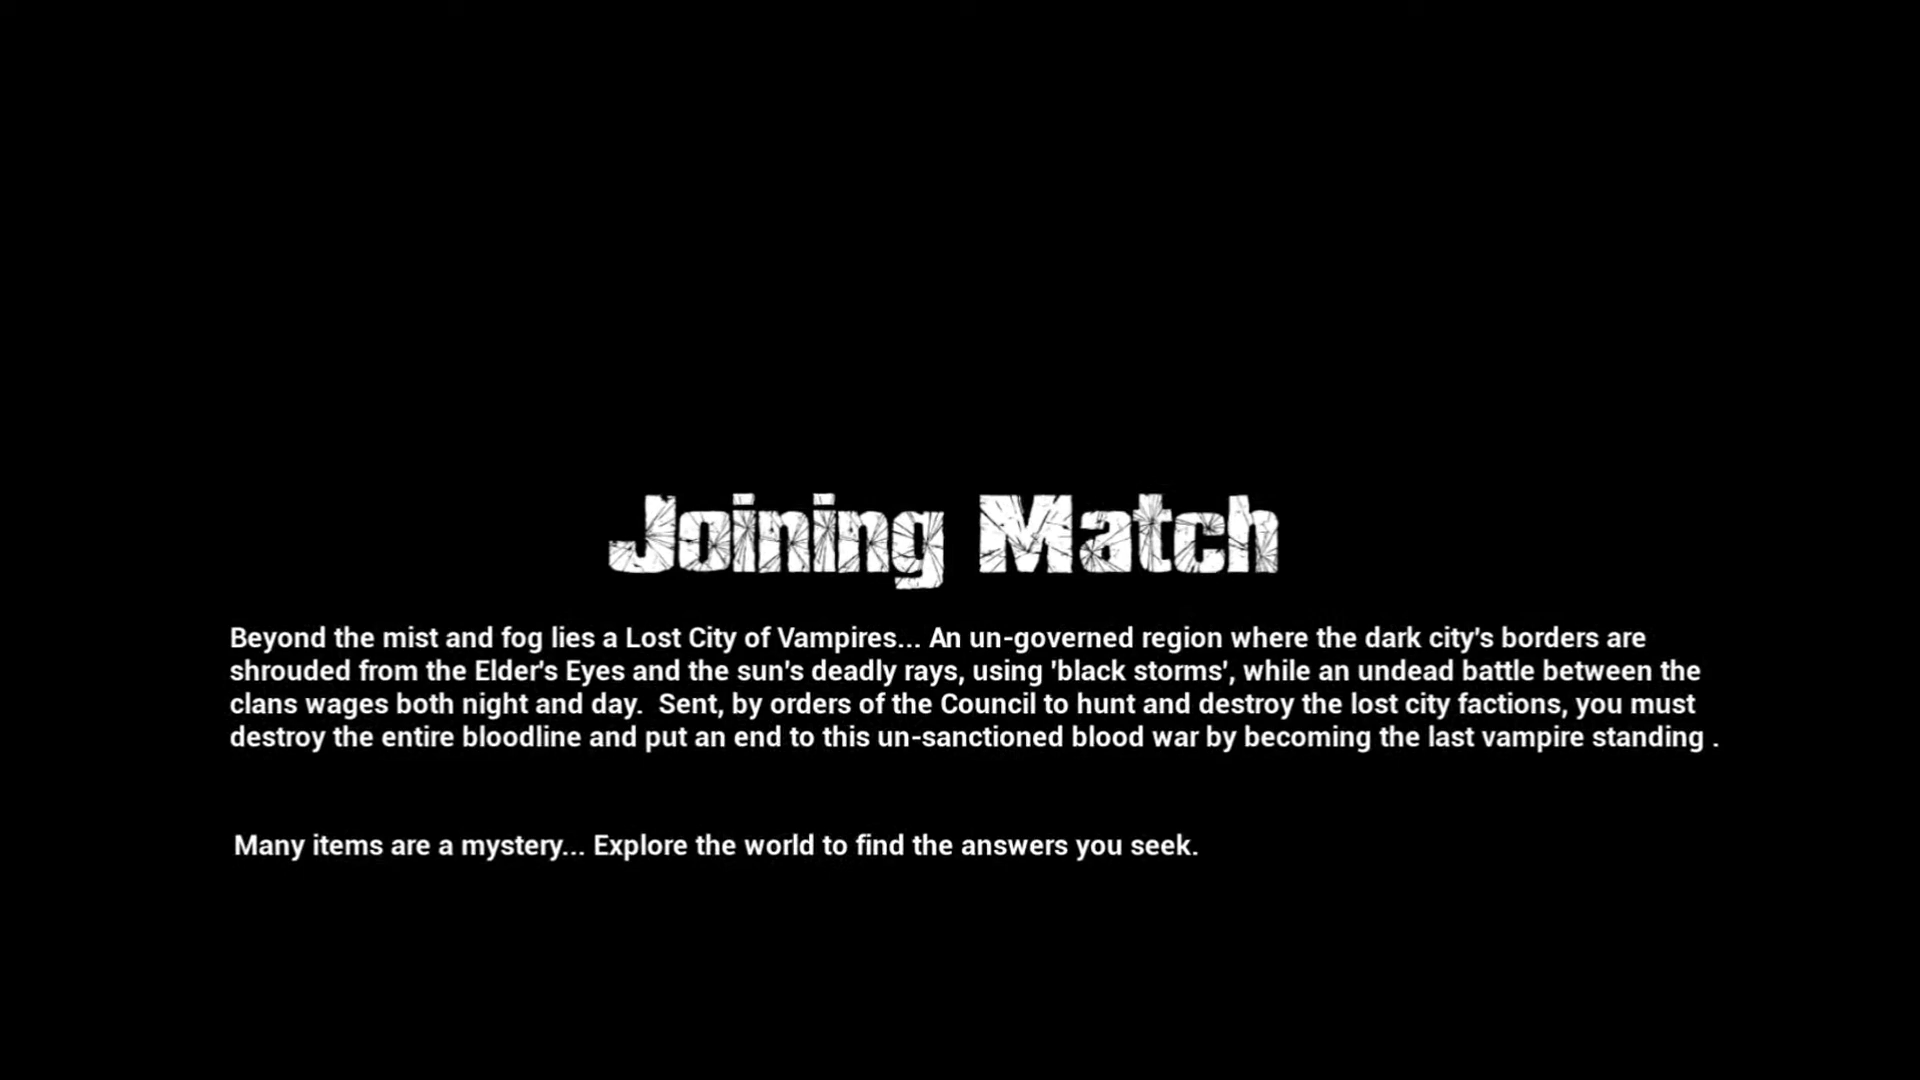 Joining Match
Beyond the mist and fog lies a Lost City of Vampires... An un-governed region where the dark city's borders are
shrouded from the Elder's Eyes and the sun's deadly rays, using 'black storms', while an undead battle between the
clans wages both night and day.  Sent, by orders of the Council to hunt and destroy the lost city factions, you must
destroy the entire bloodline and put an end to this un-sanctioned blood war by becoming the last vampire standing .
Many items are a mystery... Explore the world to find the answers you seek.